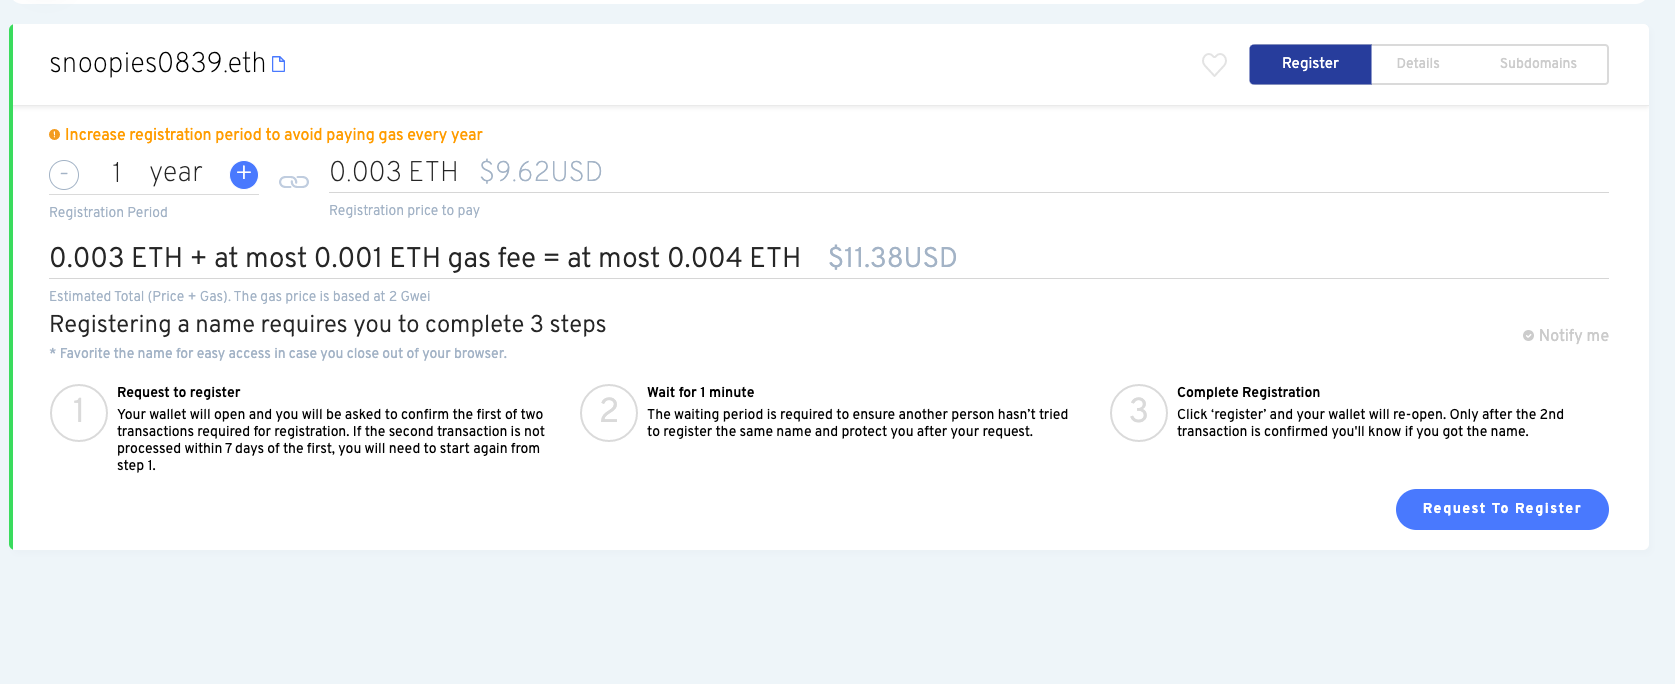 snoopies0839.eth
Register
Details
Subdomains
Increase registration period to avoid paying gas every year
- 1 year +
0.003 ETH $9.62USD
Registration Period
Registration price to pay
0.003 ETH + at most 0.001 ETH gas fee = at most 0.004 ETH $11.38USD
Estimated Total (Price + Gas). The gas price is based at 2 Gwei
Registering a name requires you to complete 3 steps
Notify me
* Favorite the name for easy access in case you close out of your browser.
1
Request to register
Your wallet will open and you will be asked to confirm the first of two
transactions required for registration. If the second transaction is not
processed within 7 days of the first, you will need to start again from
step 1.
2
Wait for 1 minute
The waiting period is required to ensure another person hasn’t tried
to register the same name and protect you after your request.
3
Complete Registration
Click ‘register’ and your wallet will re-open. Only after the 2nd
transaction is confirmed you'll know if you got the name.
Request To Register